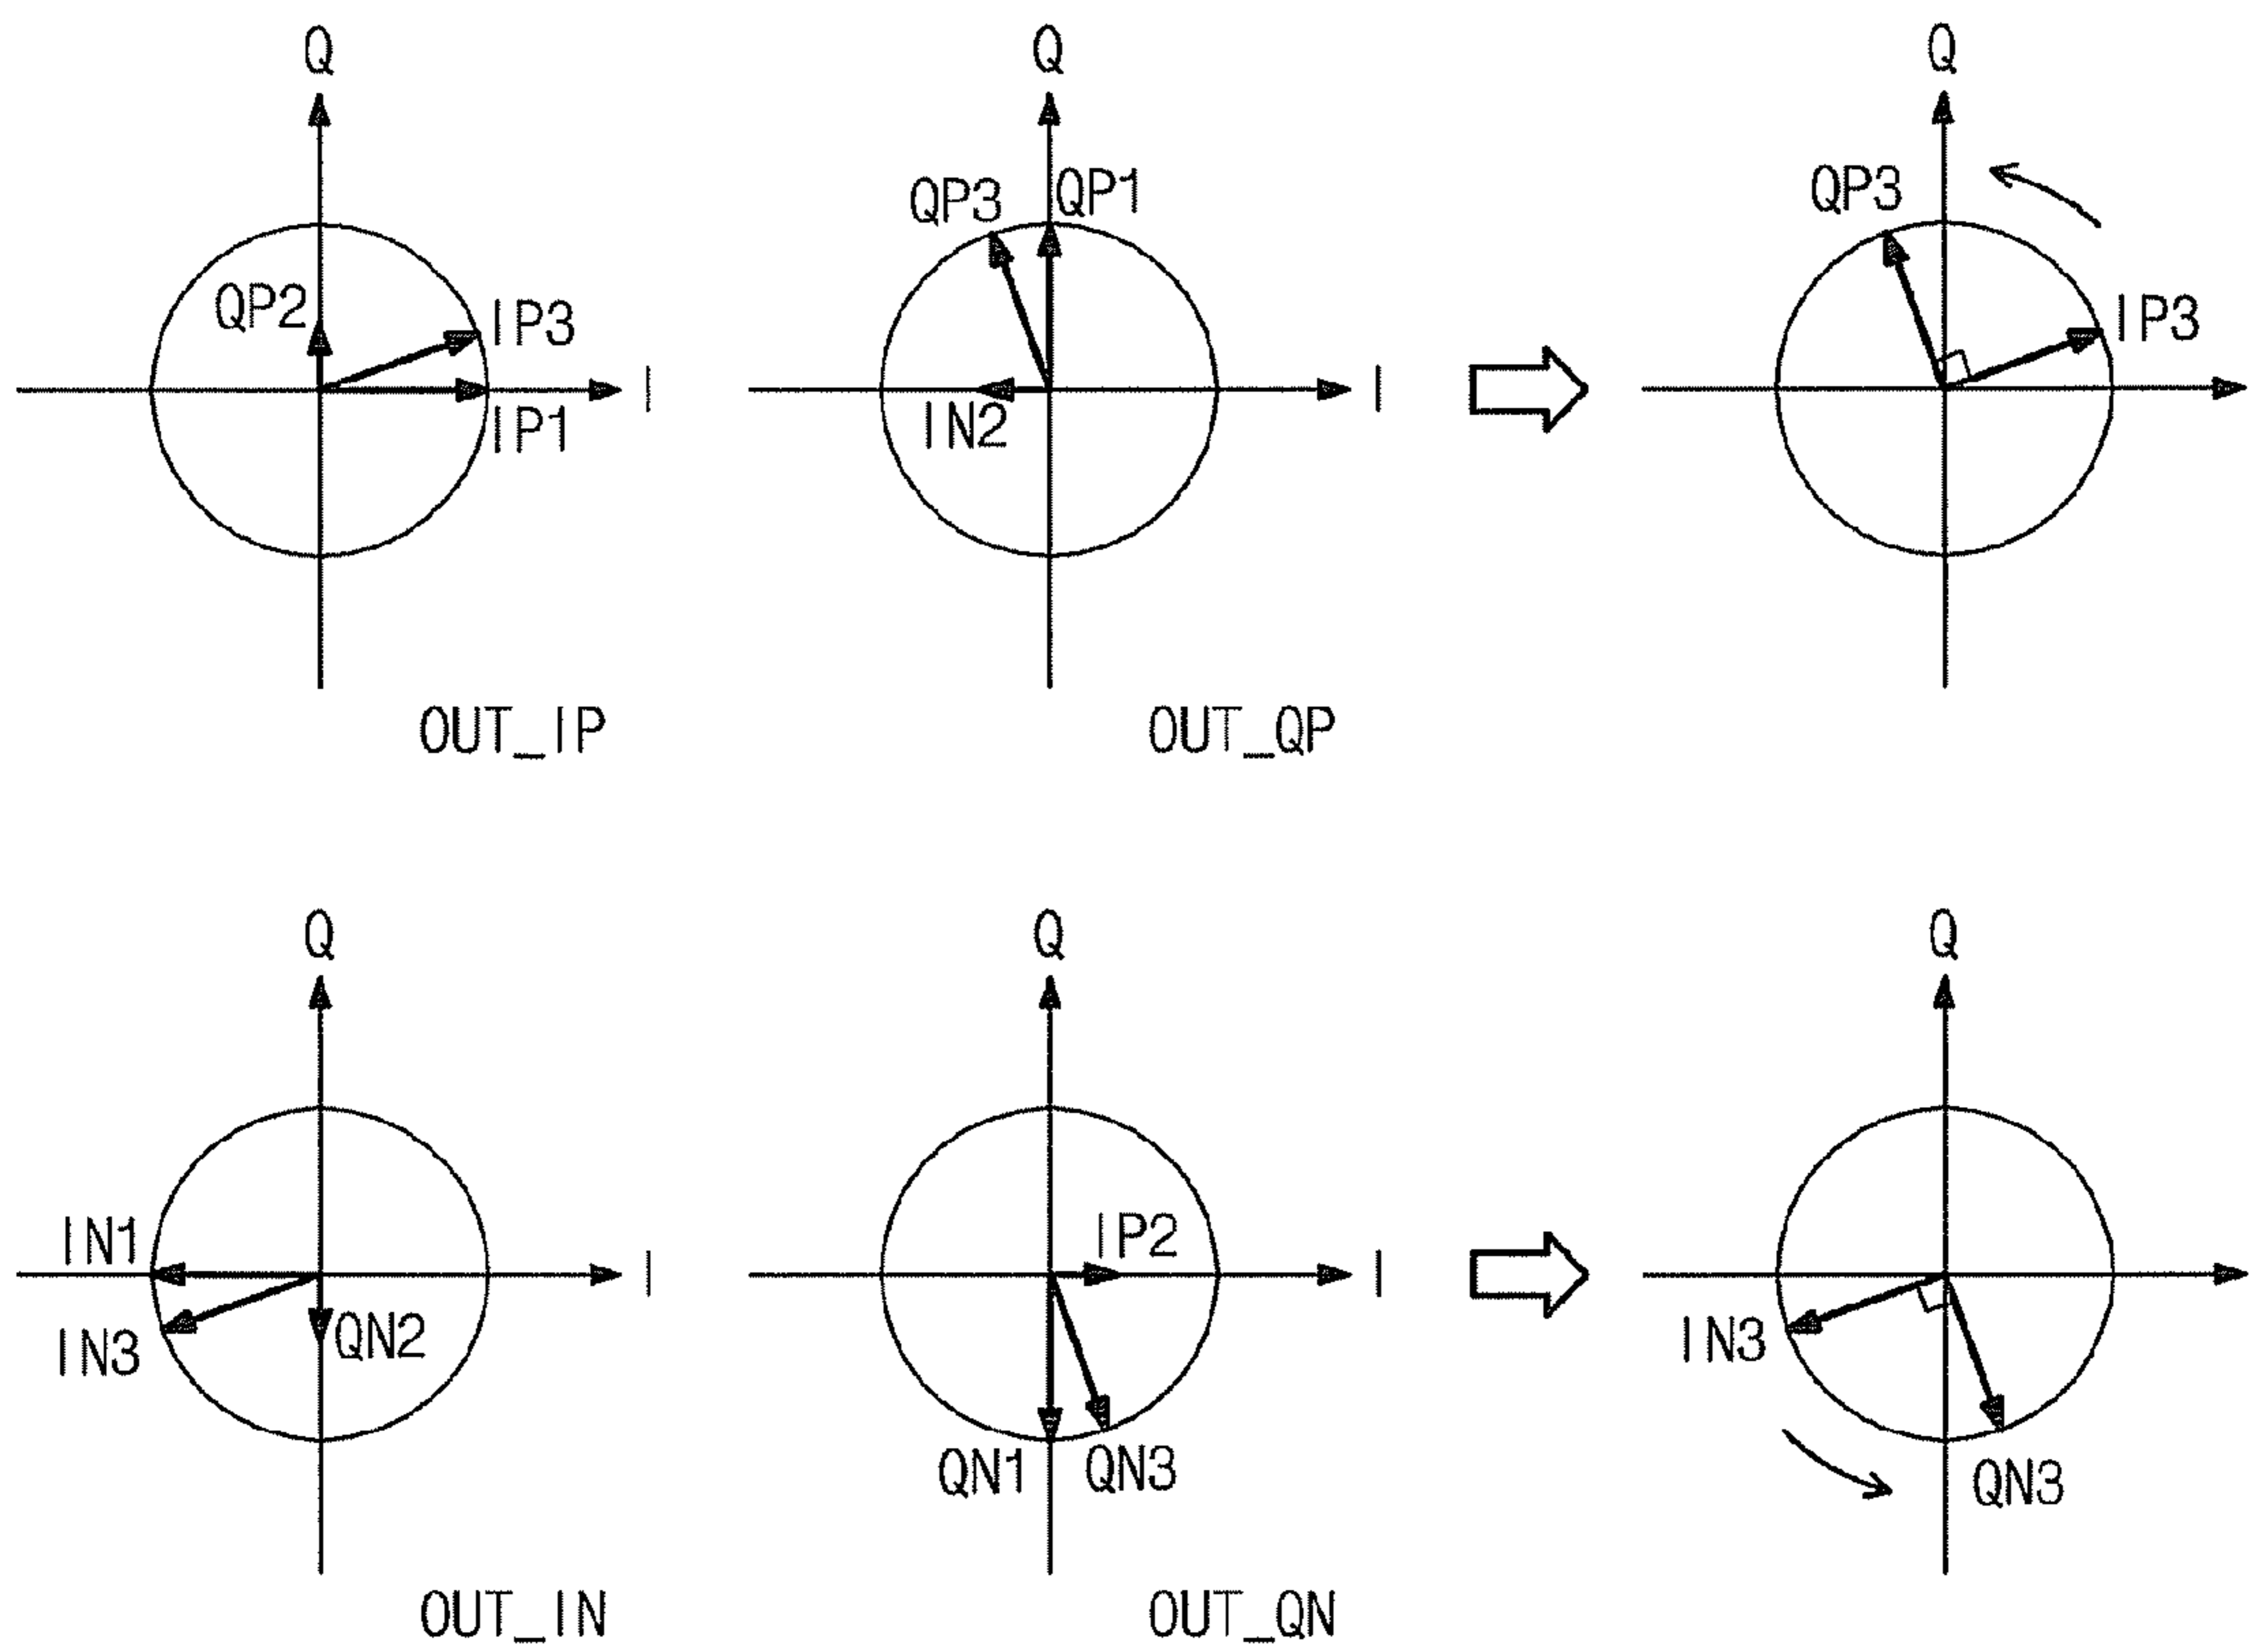 Q
Q
Q
QP3
QP1
QP3
QP2
IP3
IP3
I
I
IP1
IN2
OUT_IP
OUT_QP
Q
Q
Q
IN1
IP2
I
I
IN3
QN2
IN3
QN1
QN3
QN3
OUT_IN
OUT_QN